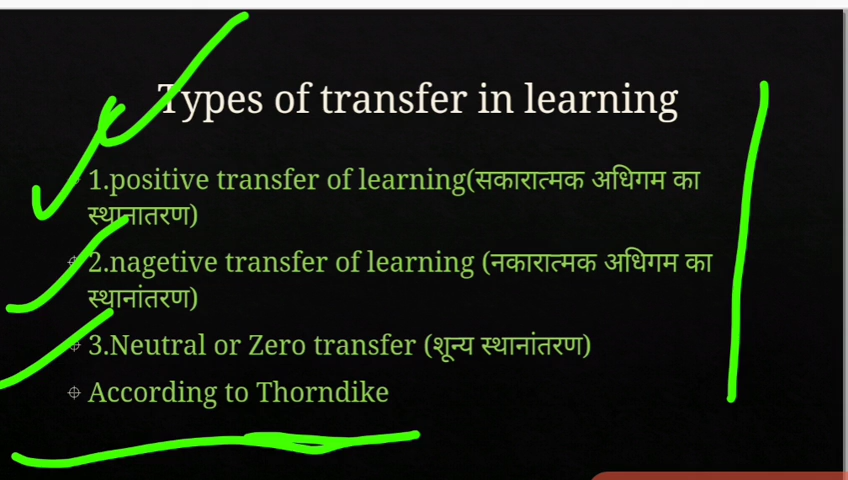 Types of transfer in learning
1.positive transfer of learning(सकारात्मक अधिगम का
स्थानातरण)
2.nagetive transfer of learning (नकारात्मक अधिगम का
स्थानांतरण)
3.Neutral or Zero transfer (शून्य स्थानांतरण)
According to Thorndike